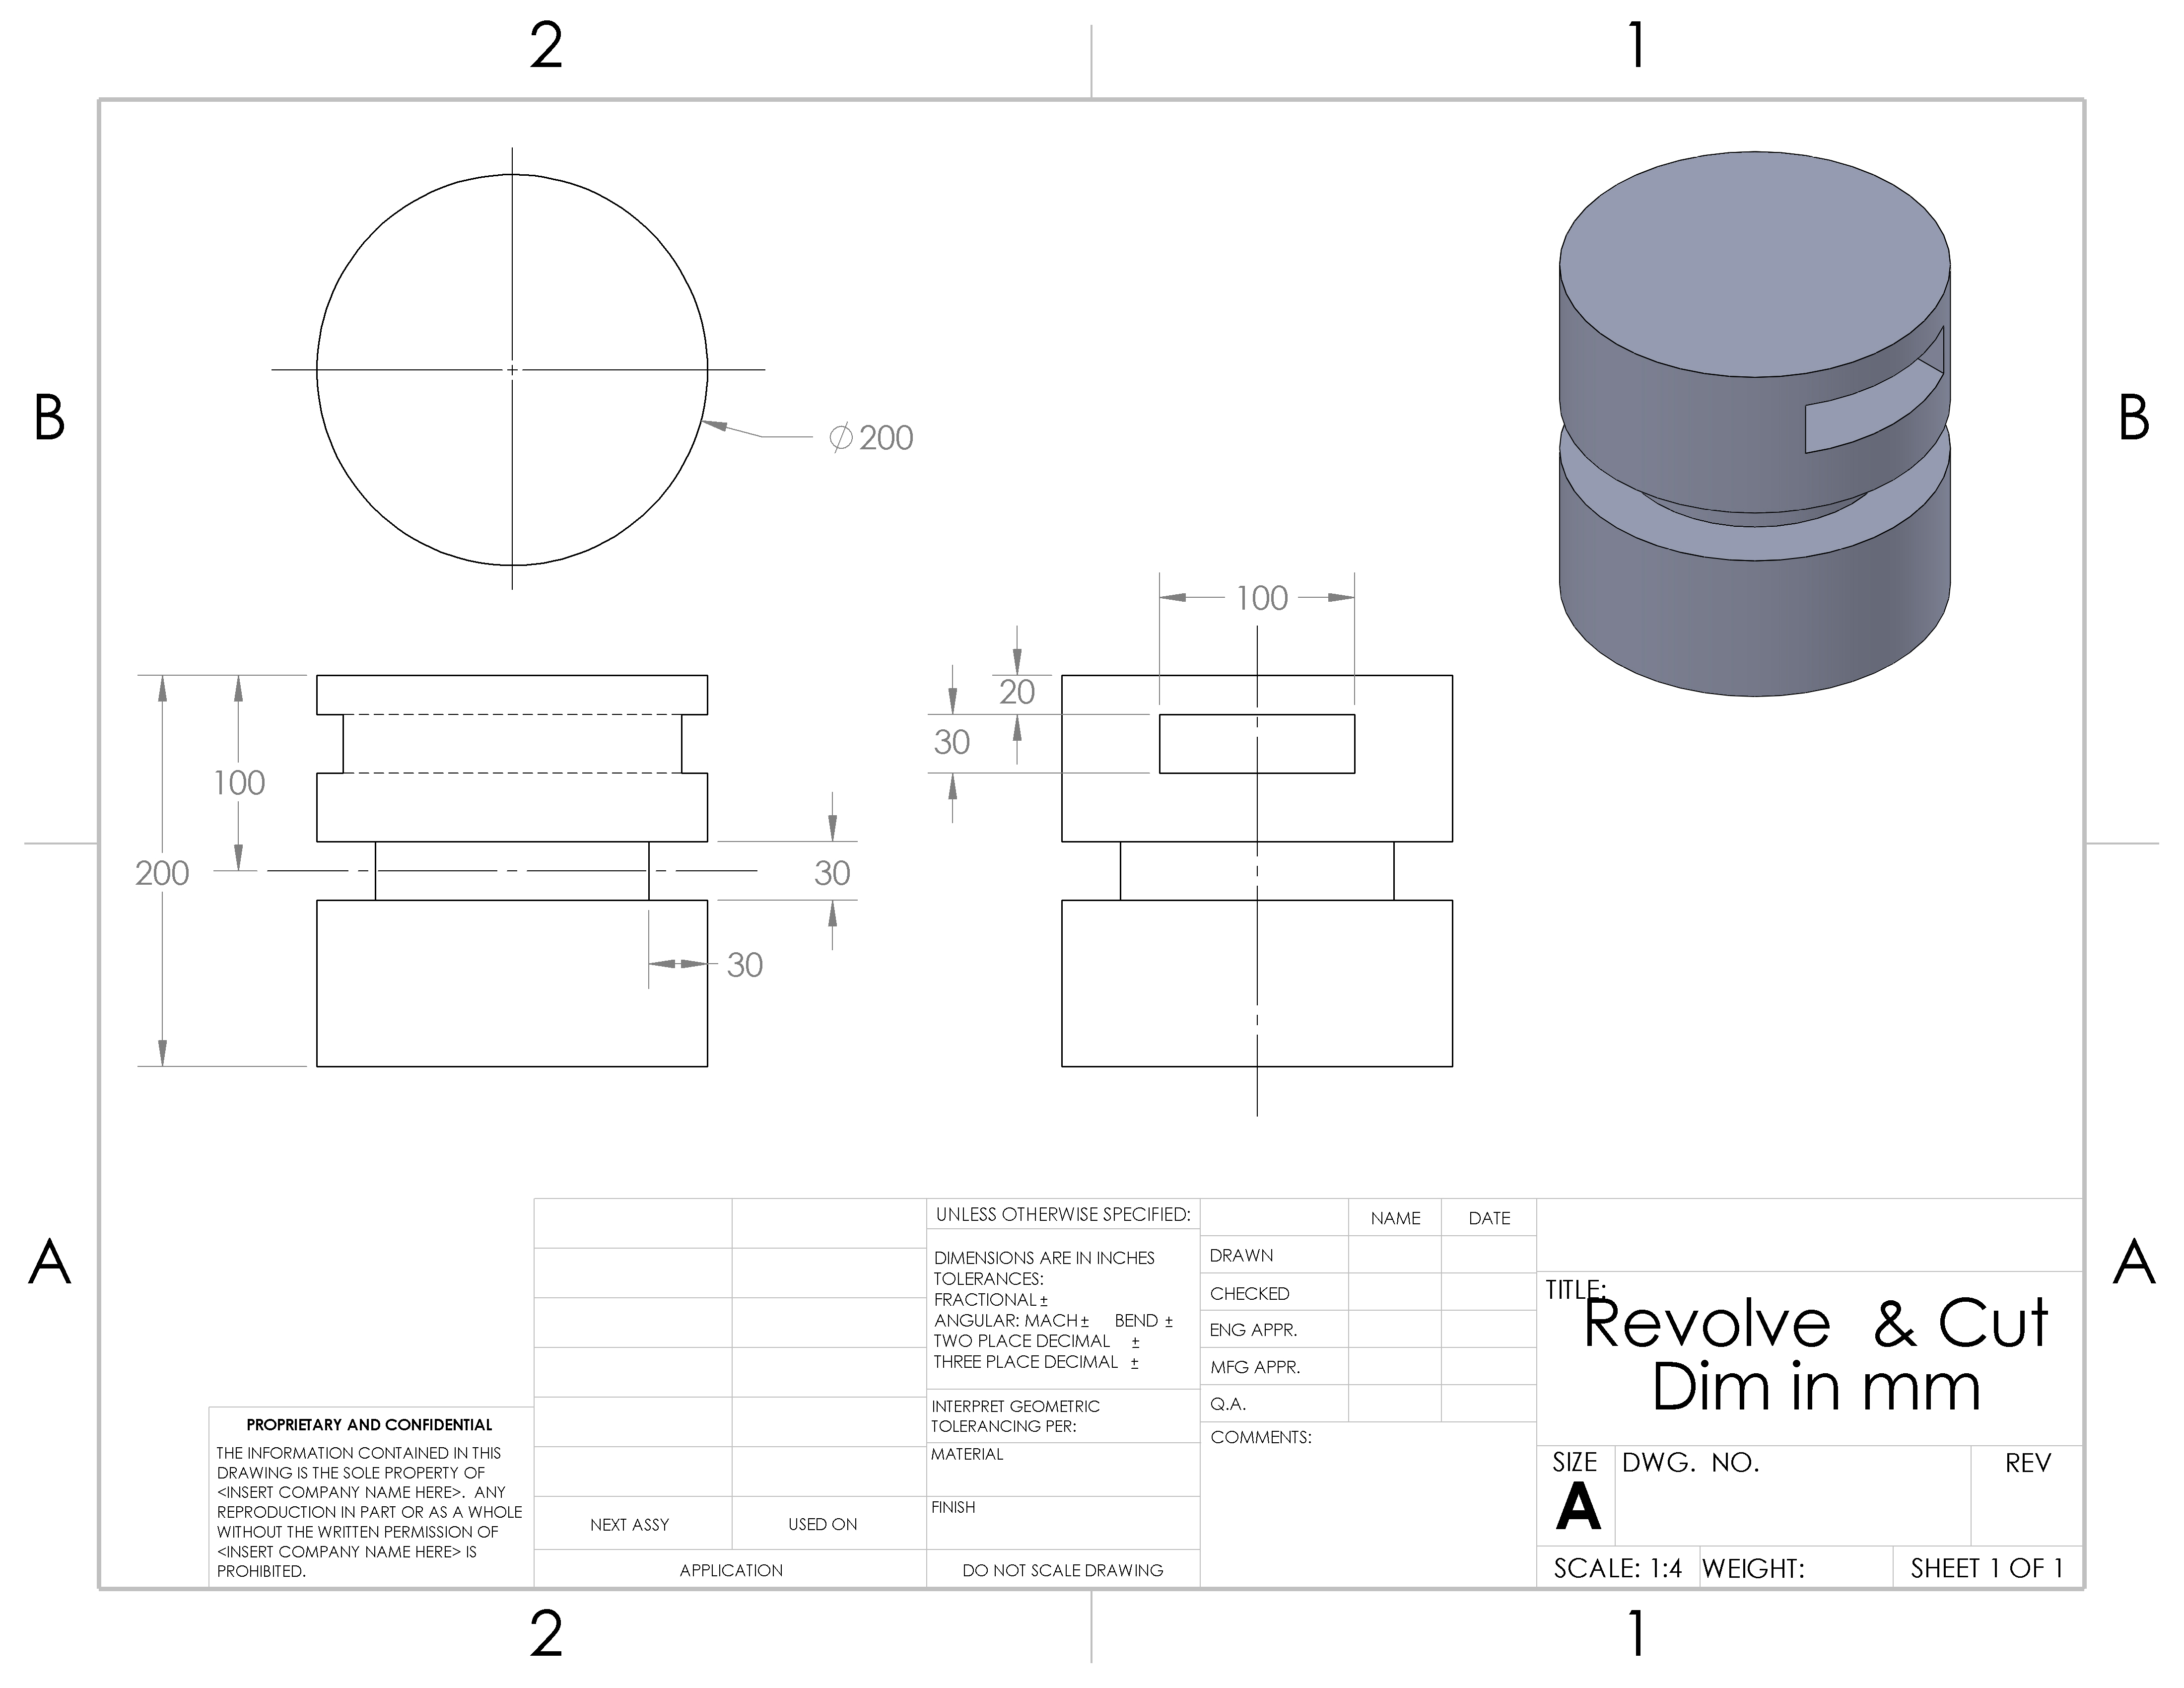 2
1
B
B
⌀200
100
20
30
100
200
30
30
A
A
UNLESS OTHERWISE SPECIFIED:
DIMENSIONS ARE IN INCHES
TOLERANCES:
FRACTIONAL ±
ANGULAR: MACH ± BEND ±
TWO PLACE DECIMAL ±
THREE PLACE DECIMAL ±
INTERPRET GEOMETRIC
TOLERANCING PER:
MATERIAL
FINISH
DO NOT SCALE DRAWING
NAME DATE
DRAWN
CHECKED
ENG APPR.
MFG APPR.
Q.A.
COMMENTS:
TITLE:
Revolve & Cut
Dim in mm
SIZE DWG. NO. REV
A
SCALE: 1:4 WEIGHT: SHEET 1 OF 1
PROPRIETARY AND CONFIDENTIAL
THE INFORMATION CONTAINED IN THIS
DRAWING IS THE SOLE PROPERTY OF
<INSERT COMPANY NAME HERE>. ANY
REPRODUCTION IN PART OR AS A WHOLE
WITHOUT THE WRITTEN PERMISSION OF
<INSERT COMPANY NAME HERE> IS
PROHIBITED.
NEXT ASSY USED ON
APPLICATION
2
1